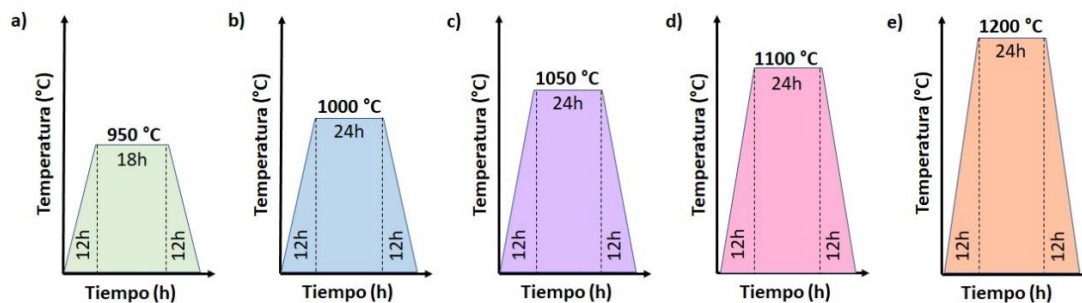 a)
950 °C
18h
12h
12h
Temperatura (°C)
Tiempo (h)
b)
1000 °C
24h
12h
12h
Temperatura (°C)
Tiempo (h)
c)
1050 °C
24h
12h
12h
Temperatura (°C)
Tiempo (h)
d)
1100 °C
24h
12h
12h
Temperatura (°C)
Tiempo (h)
e)
1200 °C
24h
12h
12h
Temperatura (°C)
Tiempo (h)